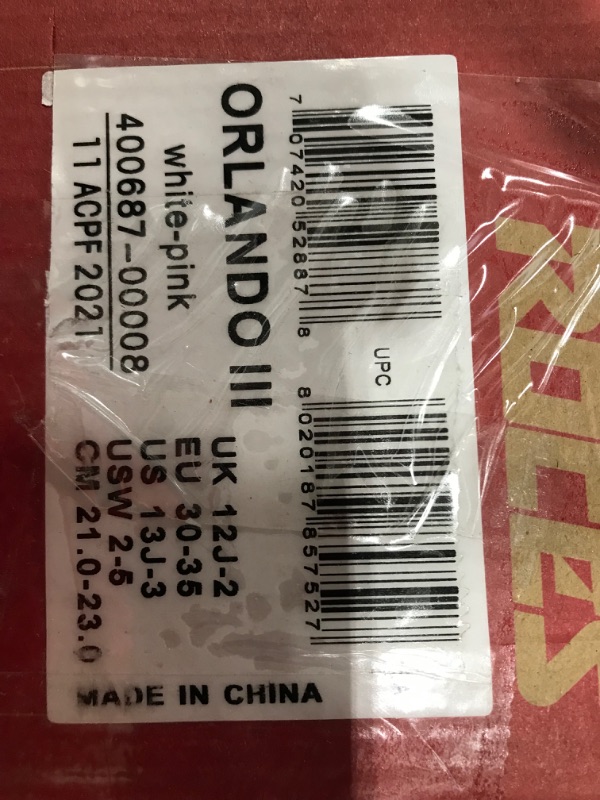 7 07420 52887 8
UPC
8 020187 857527
ORLANDO III
white-pink
400687-00008
11 ACPF 2021
UK 12J-2
EU 30-35
US 13J-3
USW 2-5
CM 21.0-23.0
MADE IN CHINA
ROCES